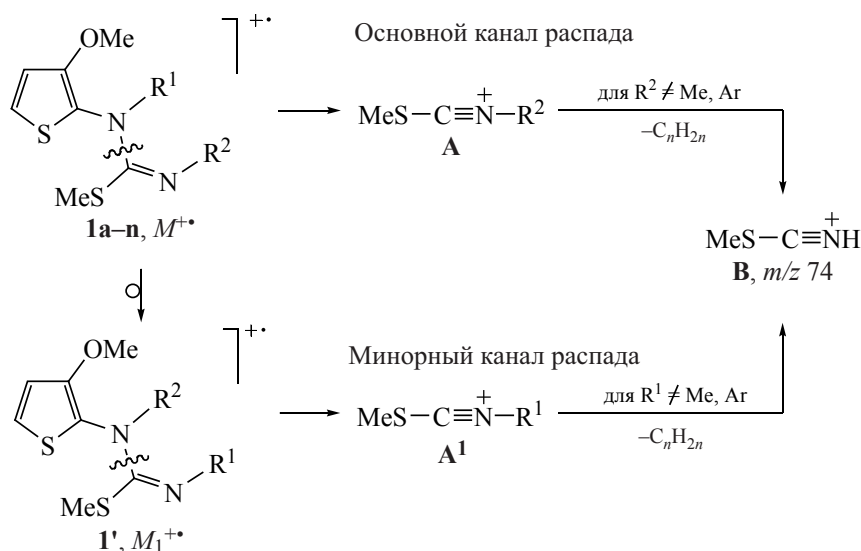 Основной канал распада
OMe
S
N
R¹
N
R²
MeS
+•
1a–n, M⁺•
MeS–C≡N⁺–R²
A
для R² ≠ Me, Ar
–CₙH₂ₙ
MeS–C≡N⁺H
B, m/z 74
Минорный канал распада
OMe
S
N
R²
N
R¹
MeS
+•
1', M₁⁺•
MeS–C≡N⁺–R¹
A¹
для R¹ ≠ Me, Ar
–CₙH₂ₙ